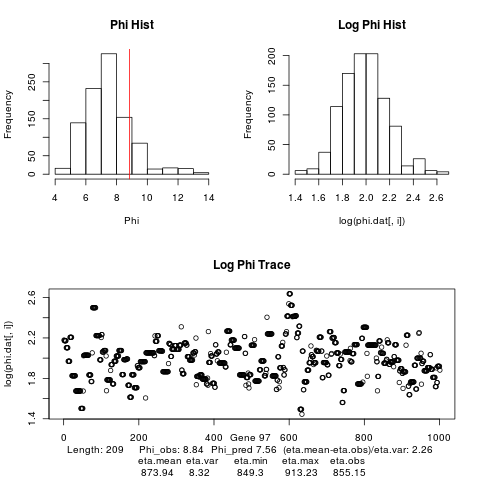 Phi Hist
Log Phi Hist
Frequency
0 50 150 250
4 6 8 10 12 14
Phi
Frequency
0 50 100 150 200
1.4 1.6 1.8 2.0 2.2 2.4 2.6
log(phi.dat[, i])
Log Phi Trace
log(phi.dat[, i])
1.4 1.8 2.2 2.6
0 200 400 600 800 1000
Gene 97
Length: 209 Phi_obs: 8.84 Phi_pred 7.56 (eta.mean-eta.obs)/eta.var: 2.26
eta.mean eta.var eta.min eta.max eta.obs
873.94 8.32 849.3 913.23 855.15